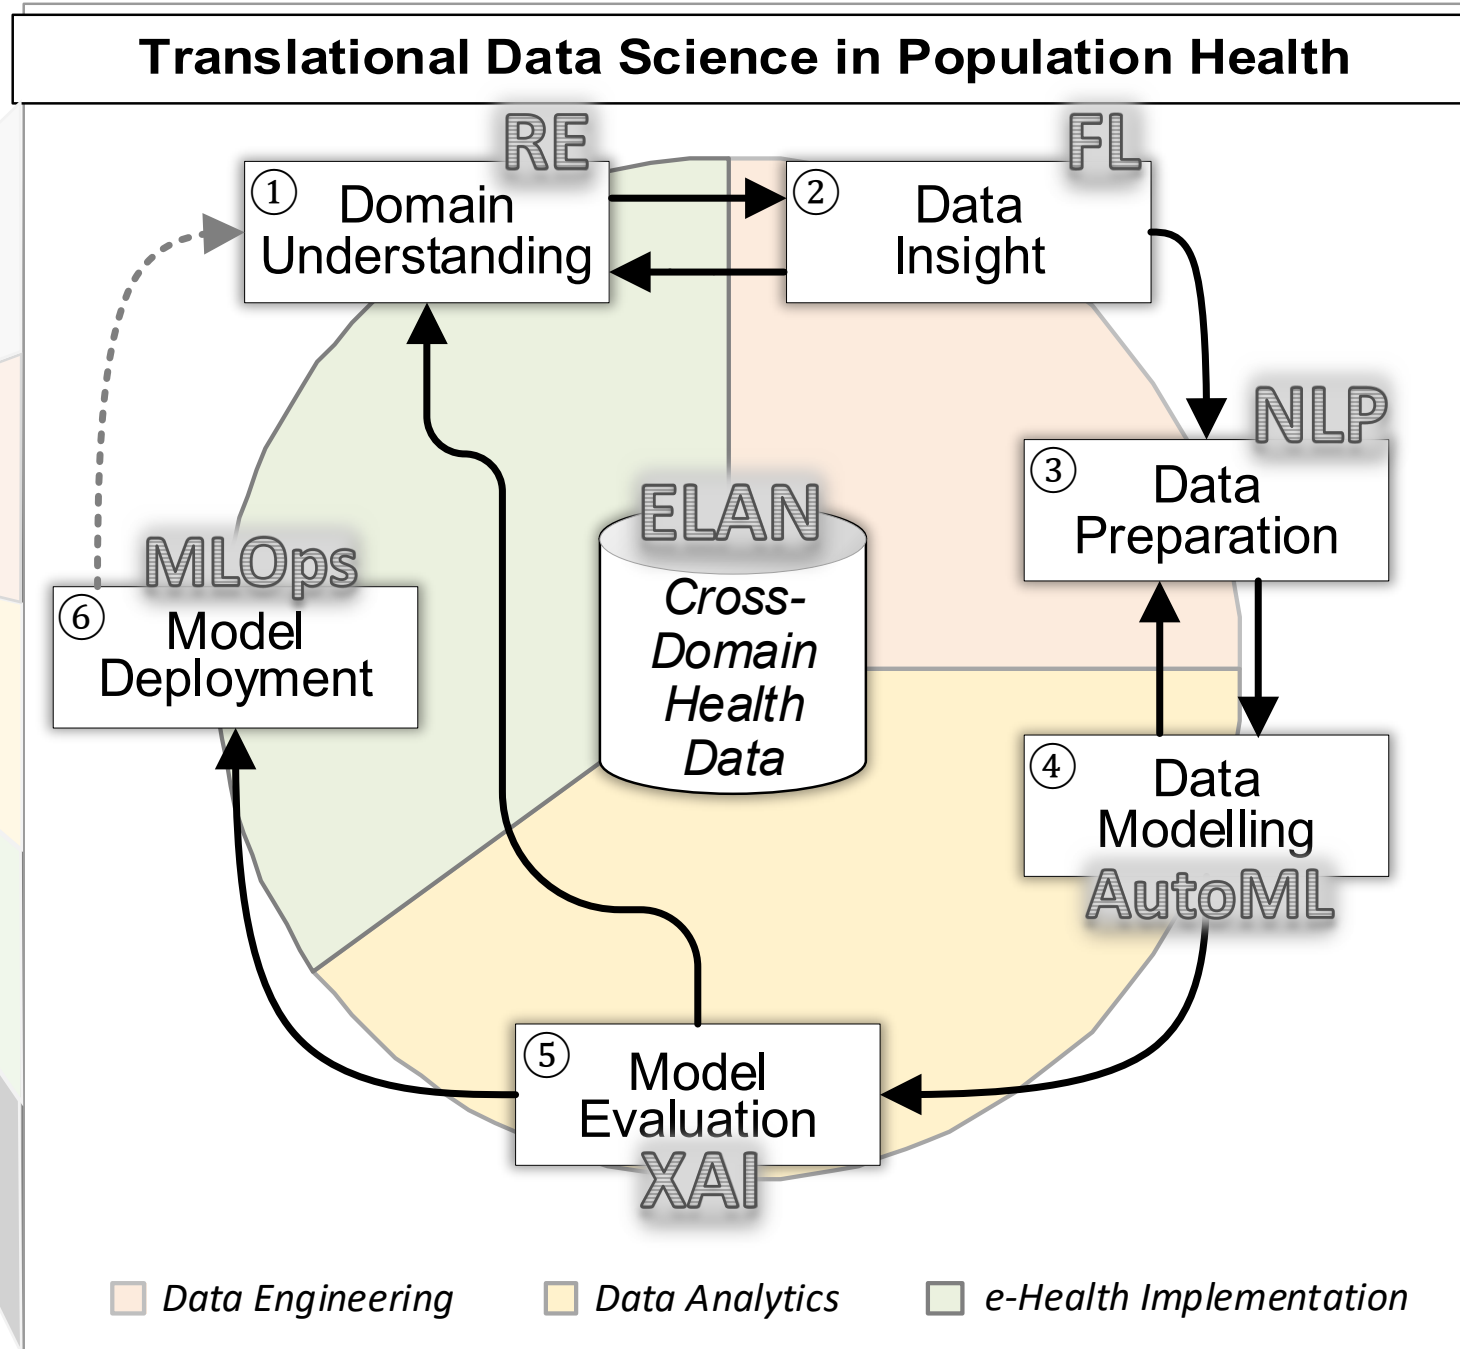 Translational Data Science in Population Health
RE
①
Domain
Understanding
FL
②
Data
Insight
NLP
③
Data
Preparation
ELAN
Cross-
Domain
Health
Data
MLOps
⑥
Model
Deployment
④
Data
Modelling
AutoML
⑤
Model
Evaluation
XAI
Data Engineering
Data Analytics
e-Health Implementation